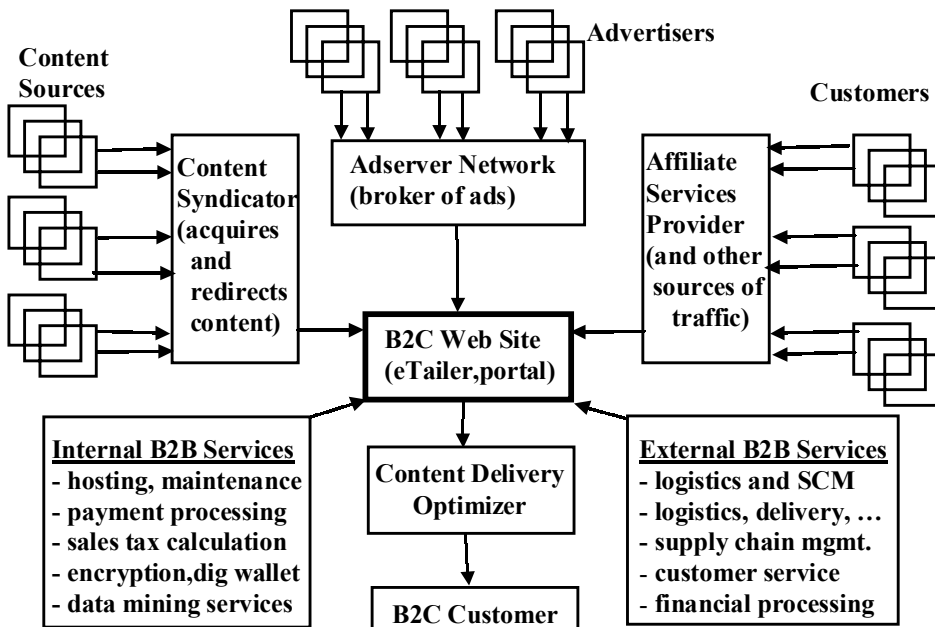 Advertisers
Content
Sources
Customers
Content
Syndicator
(acquires
and
redirects
content)
Adserver Network
(broker of ads)
Affiliate
Services
Provider
(and other
sources of
traffic)
B2C Web Site
(eTailer,portal)
Internal B2B Services
- hosting, maintenance
- payment processing
- sales tax calculation
- encryption,dig wallet
- data mining services
Content Delivery
Optimizer
B2C Customer
External B2B Services
- logistics and SCM
- logistics, delivery, …
- supply chain mgmt.
- customer service
- financial processing